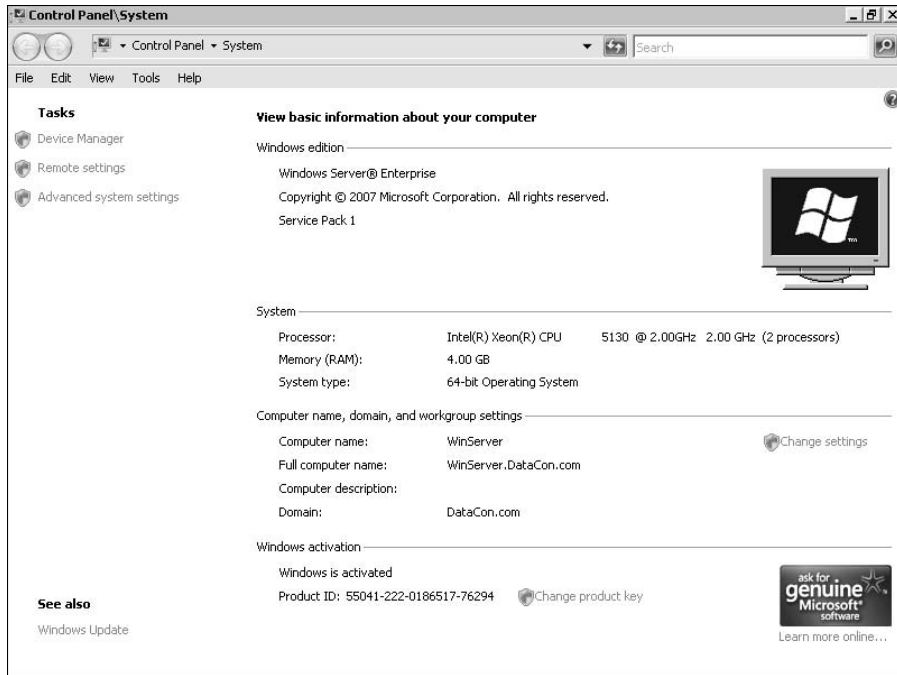 Control Panel\System
Control Panel System
Search
File Edit View Tools Help
Tasks
Device Manager
Remote settings
Advanced system settings
See also
Windows Update
View basic information about your computer
Windows edition
Windows Server® Enterprise
Copyright © 2007 Microsoft Corporation. All rights reserved.
Service Pack 1
System
Processor: Intel(R) Xeon(R) CPU 5130 @ 2.00GHz 2.00 GHz (2 processors)
Memory (RAM): 4.00 GB
System type: 64-bit Operating System
Computer name, domain, and workgroup settings
Computer name: WinServer
Change settings
Full computer name: WinServer.DataCon.com
Computer description:
Domain: DataCon.com
Windows activation
Windows is activated
Product ID: 55041-222-0186517-76294 Change product key
ask for
genuine
Microsoft®
software
Learn more online...